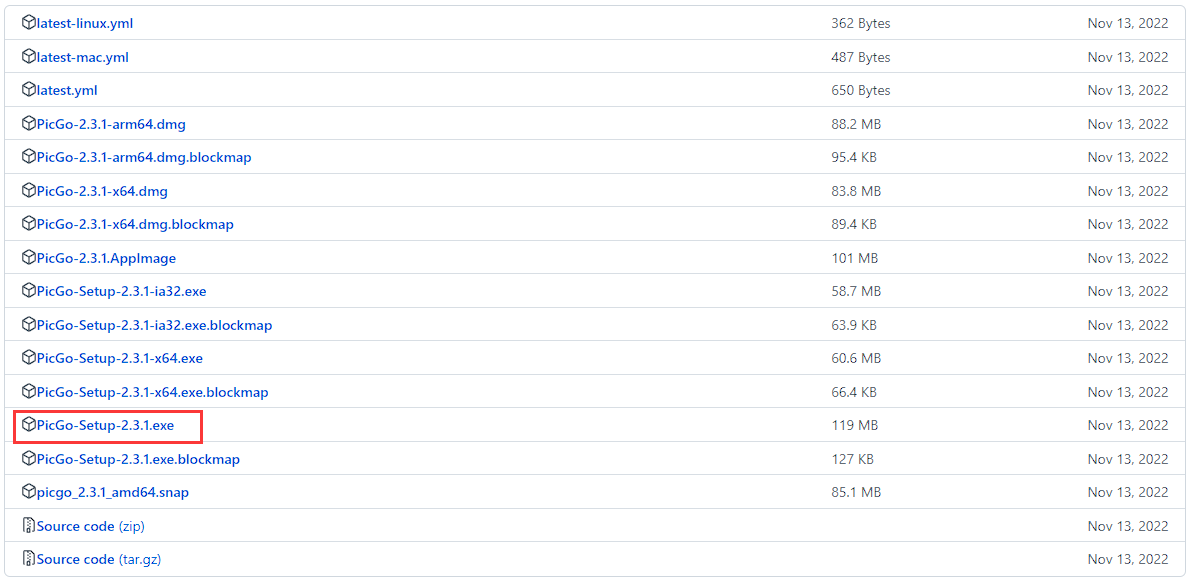 latest-linux.yml 362 Bytes Nov 13, 2022
latest-mac.yml 487 Bytes Nov 13, 2022
latest.yml 650 Bytes Nov 13, 2022
PicGo-2.3.1-arm64.dmg 88.2 MB Nov 13, 2022
PicGo-2.3.1-arm64.dmg.blockmap 95.4 KB Nov 13, 2022
PicGo-2.3.1-x64.dmg 83.8 MB Nov 13, 2022
PicGo-2.3.1-x64.dmg.blockmap 89.4 KB Nov 13, 2022
PicGo-2.3.1.AppImage 101 MB Nov 13, 2022
PicGo-Setup-2.3.1-ia32.exe 58.7 MB Nov 13, 2022
PicGo-Setup-2.3.1-ia32.exe.blockmap 63.9 KB Nov 13, 2022
PicGo-Setup-2.3.1-x64.exe 60.6 MB Nov 13, 2022
PicGo-Setup-2.3.1-x64.exe.blockmap 66.4 KB Nov 13, 2022
PicGo-Setup-2.3.1.exe 119 MB Nov 13, 2022
PicGo-Setup-2.3.1.exe.blockmap 127 KB Nov 13, 2022
picgo_2.3.1_amd64.snap 85.1 MB Nov 13, 2022
Source code (zip) Nov 13, 2022
Source code (tar.gz) Nov 13, 2022